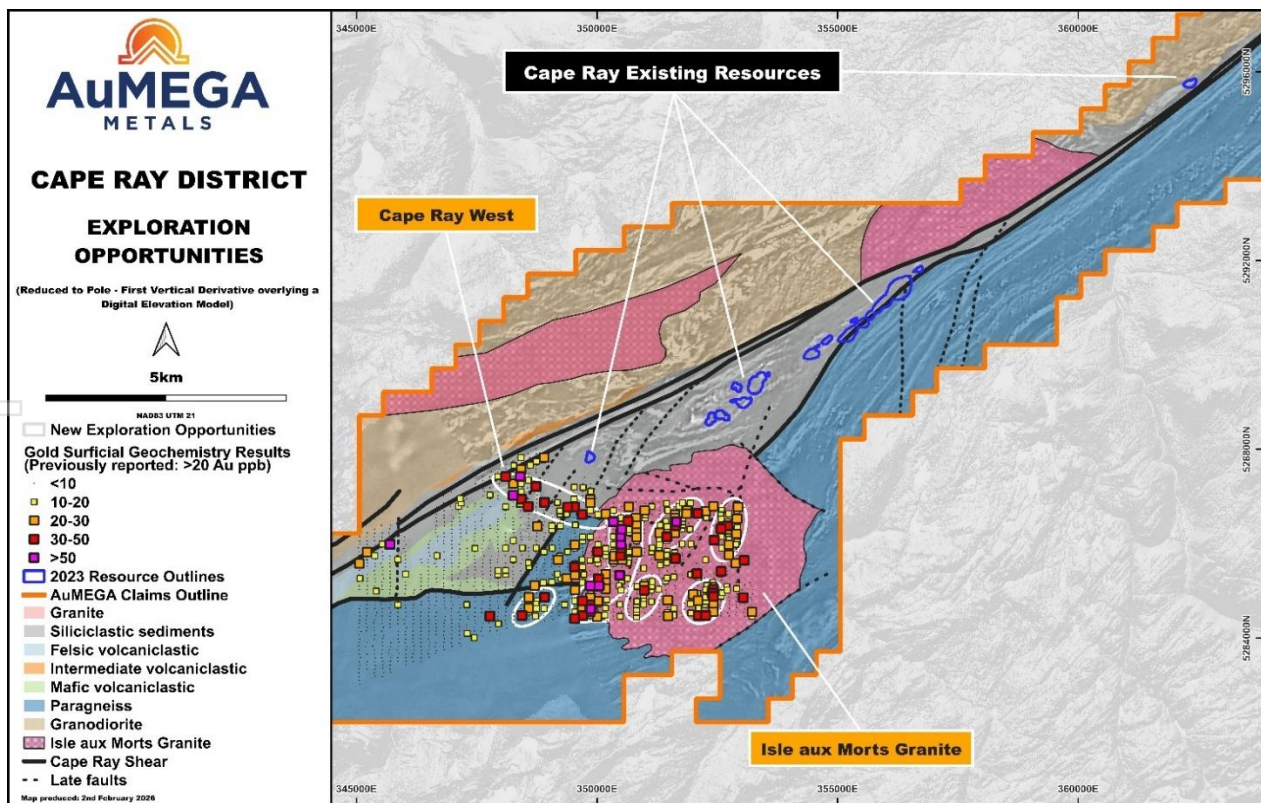 AuMEGA
METALS
CAPE RAY DISTRICT
EXPLORATION
OPPORTUNITIES
(Reduced to Pole - First Vertical Derivative overlying a
Digital Elevation Model)
5km
NAD83 UTM 21
New Exploration Opportunities
Gold Surficial Geochemistry Results
(Previously reported: >20 Au ppb)
<10
10-20
20-30
30-50
>50
2023 Resource Outlines
AuMEGA Claims Outline
Granite
Siliciclastic sediments
Felsic volcaniclastic
Intermediate volcaniclastic
Mafic volcaniclastic
Paragneiss
Granodiorite
Isle aux Morts Granite
Cape Ray Shear
Late faults
Map produced: 2nd February 2026
345000E
350000E
355000E
360000E
Cape Ray Existing Resources
Cape Ray West
Isle aux Morts Granite
5296000N
5292000N
5288000N
5284000N
345000E
350000E
355000E
360000E